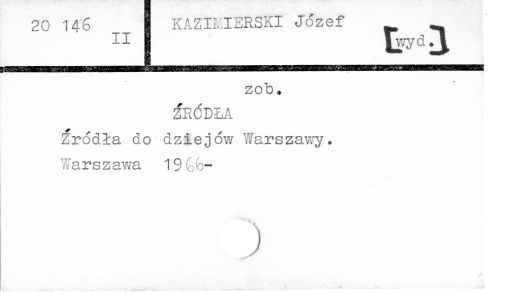 20 146
II
KAZIMIERSKI Józef
[wyd.]
zob.
ŹRÓDŁA
Źródła do dziejów Warszawy.
Warszawa 1966-